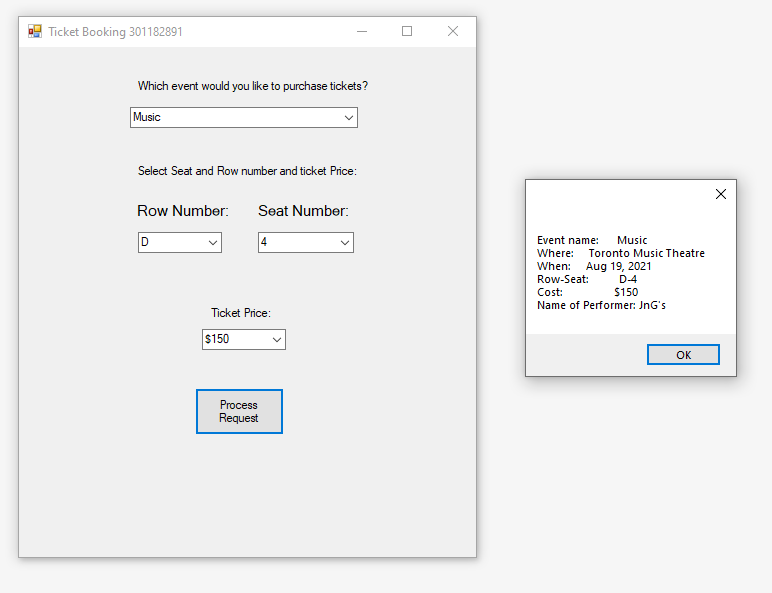 Ticket Booking 301182891
Which event would you like to purchase tickets?
Music
Select Seat and Row number and ticket Price:
Row Number: Seat Number:
D 4
Ticket Price:
$150
Process
Request
Event name: Music
Where: Toronto Music Theatre
When: Aug 19, 2021
Row-Seat: D-4
Cost: $150
Name of Performer: JnG's
OK